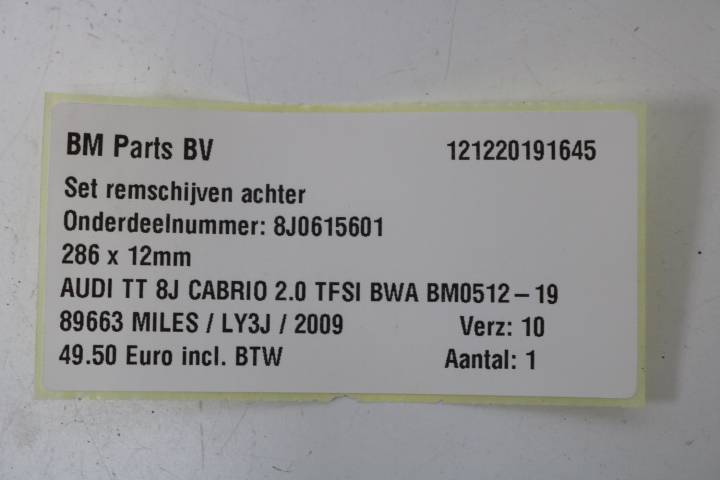 BM Parts BV 121220191645
Set remschijven achter
Onderdeelnummer: 8J0615601
286 x 12mm
AUDI TT 8J CABRIO 2.0 TFSI BWA BM0512-19
89663 MILES / LY3J / 2009 Verz: 10
49.50 Euro incl. BTW Aantal: 1